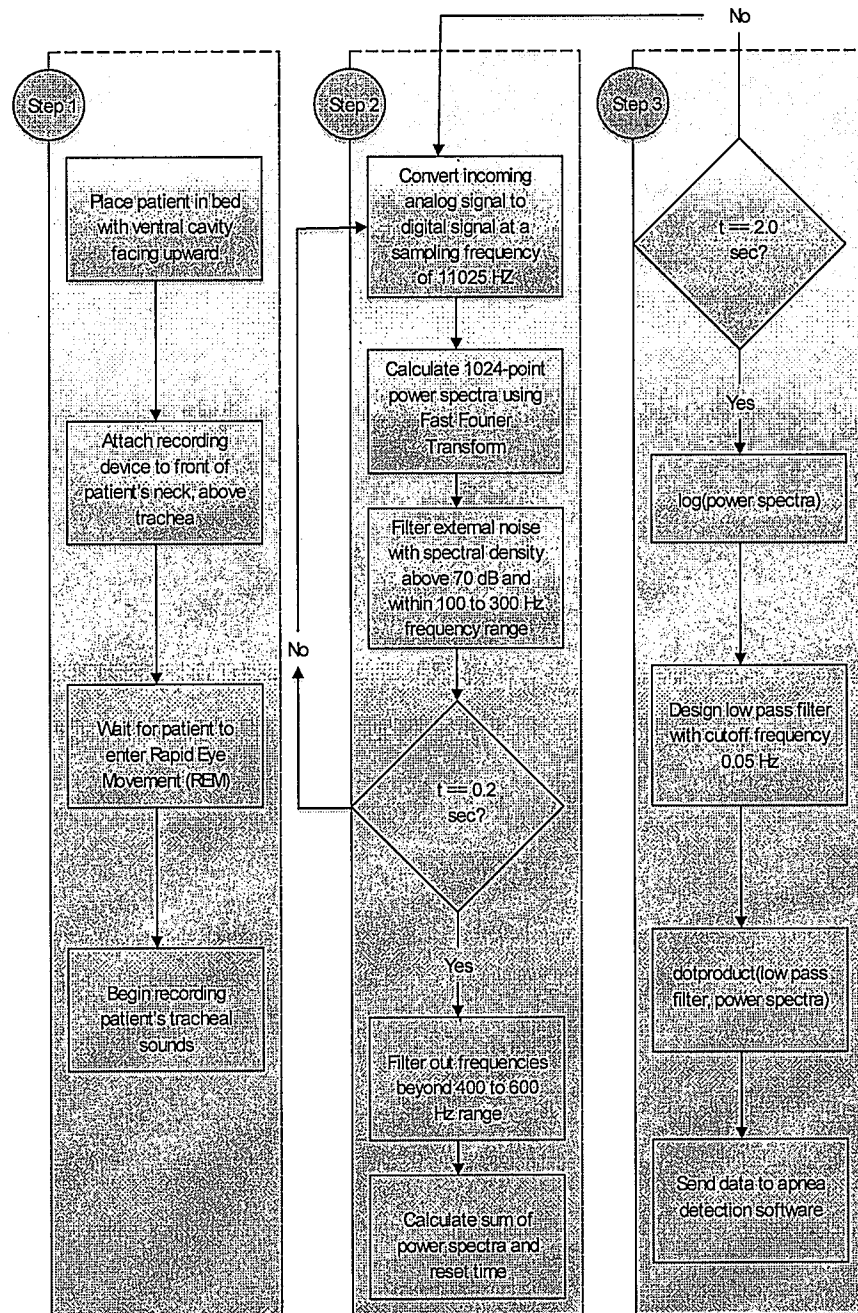 No
Step 1
Place patient in bed
with ventral cavity
facing upward
Attach recording
device to front of
patient's neck, above
trachea
Wait for patient to
enter Rapid Eye
Movement (REM)
Begin recording
patient's tracheal
sounds
Step 2
Convert incoming
analog signal to
digital signal at a
sampling frequency
of 11025 HZ
Calculate 1024-point
power spectra using
Fast Fourier
Transform
Filter external noise
with spectral density
above 70 dB and
within 100 to 300 Hz
frequency range
No
t == 0.2
sec?
Yes
Filter out frequencies
beyond 400 to 600
Hz range
Calculate sum of
power spectra and
reset time
Step 3
t == 2.0
sec?
Yes
log(power spectra)
Design low pass filter
with cutoff frequency
0.05 Hz
dotproduct(low pass
filter, power spectra)
Send data to apnea
detection software